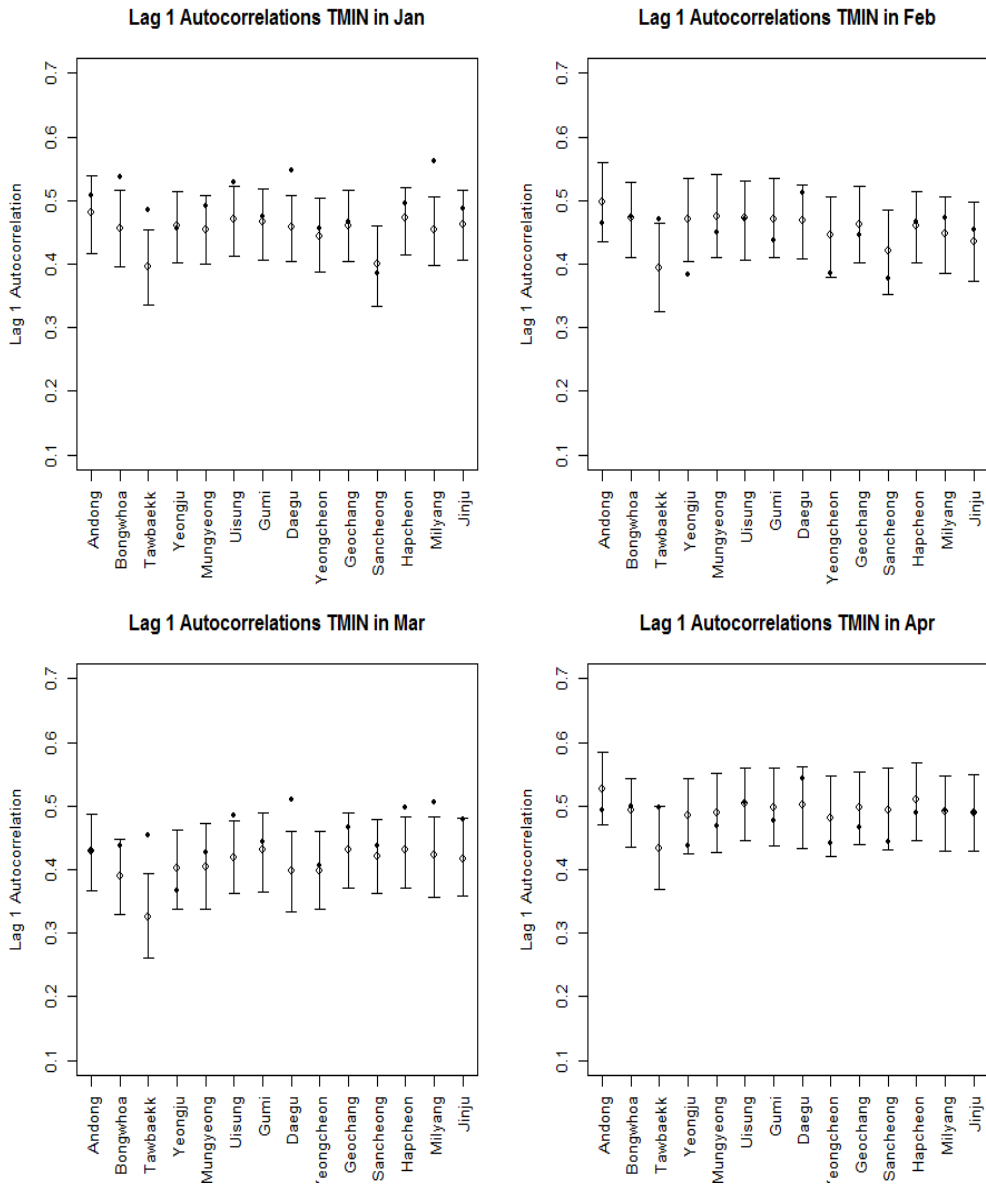 Lag 1 Autocorrelations TMIN in Jan
Lag 1 Autocorrelation
0.7
0.6
0.5
0.4
0.3
0.2
0.1
Andong
Bongwhoa
Tawbaekk
Yeongju
Mungyeong
Uisung
Gumi
Daegu
Yeongcheon
Geochang
Sancheong
Hapcheon
Milyang
Jinju
Lag 1 Autocorrelations TMIN in Feb
Lag 1 Autocorrelation
0.7
0.6
0.5
0.4
0.3
0.2
0.1
Andong
Bongwhoa
Tawbaekk
Yeongju
Mungyeong
Uisung
Gumi
Daegu
Yeongcheon
Geochang
Sancheong
Hapcheon
Milyang
Jinju
Lag 1 Autocorrelations TMIN in Mar
Lag 1 Autocorrelation
0.7
0.6
0.5
0.4
0.3
0.2
0.1
Andong
Bongwhoa
Tawbaekk
Yeongju
Mungyeong
Uisung
Gumi
Daegu
Yeongcheon
Geochang
Sancheong
Hapcheon
Milyang
Jinju
Lag 1 Autocorrelations TMIN in Apr
Lag 1 Autocorrelation
0.7
0.6
0.5
0.4
0.3
0.2
0.1
Andong
Bongwhoa
Tawbaekk
Yeongju
Mungyeong
Uisung
Gumi
Daegu
Yeongcheon
Geochang
Sancheong
Hapcheon
Milyang
Jinju